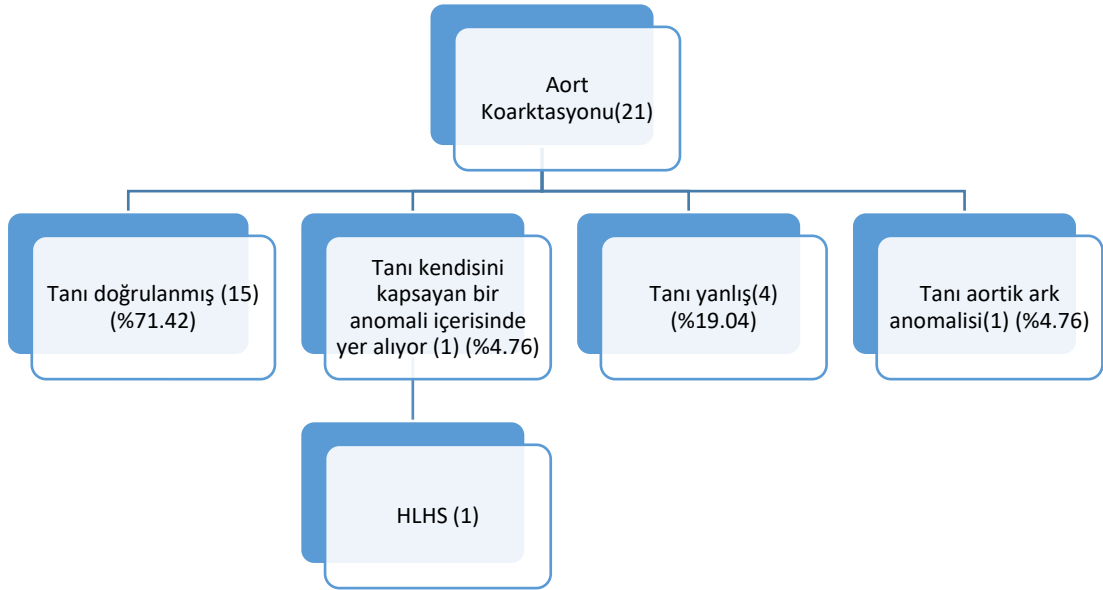 Aort
Koarktasyonu(21)
Tanı doğrulanmış (15)
(%71.42)
Tanı kendisini
kapsayan bir
anomali içerisinde
yer alıyor (1) (%4.76)
Tanı yanlış(4)
(%19.04)
Tanı aortik ark
anomalisi(1) (%4.76)
HLHS (1)